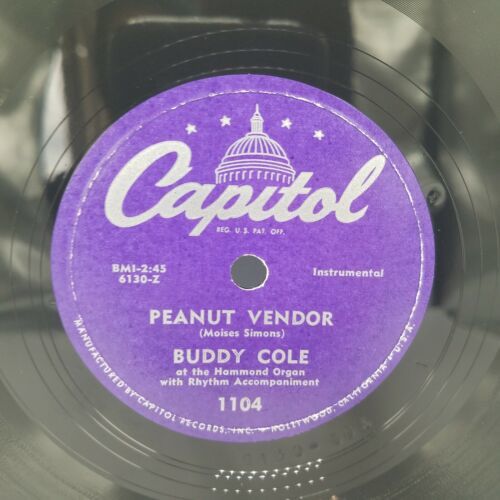 Capitol
REG. U.S. PAT. OFF.
BMI-2:45
6130-Z
Instrumental
PEANUT VENDOR
(Moises Simons)
BUDDY COLE
at the Hammond Organ
with Rhythm Accompaniment
1104
MANUFACTURED BY CAPITOL RECORDS, INC. • HOLLYWOOD, CALIFORNIA • U.S.A.